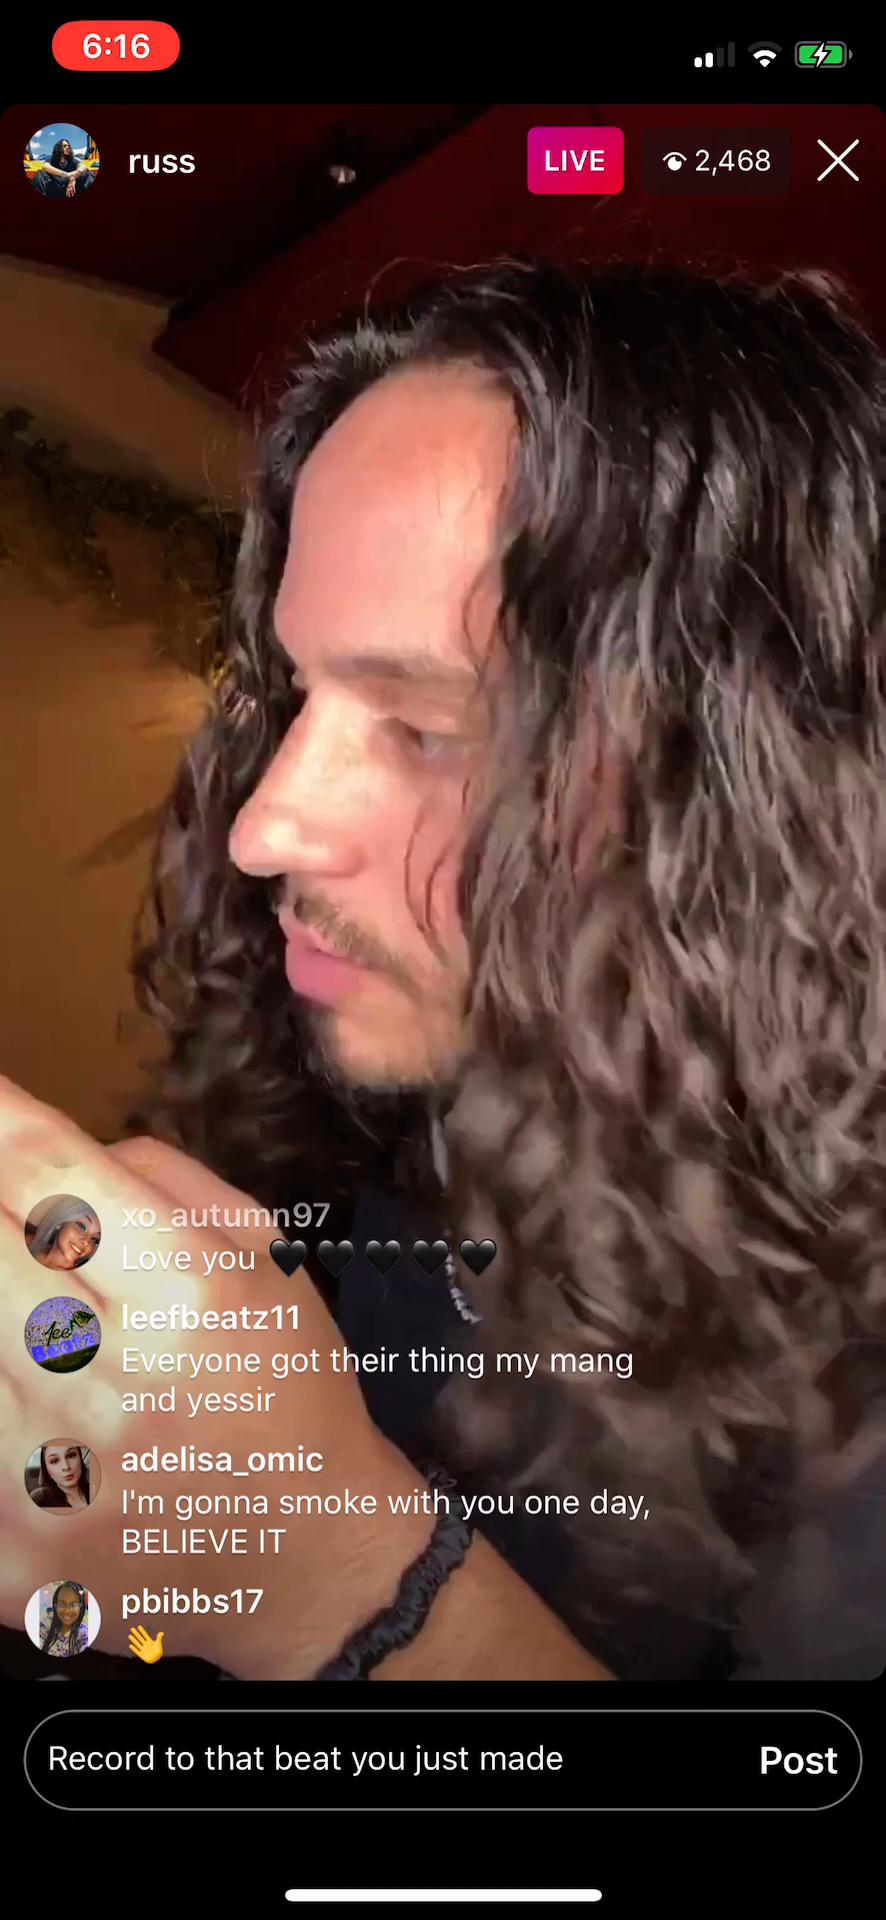 6:16
russ
LIVE
2,468
xo_autumn97
Love you 🖤🖤🖤🖤🖤
leefbeatz11
Everyone got their thing my mang
and yessir
adelisa_omic
I'm gonna smoke with you one day,
BELIEVE IT
pbibbs17
👋
Record to that beat you just made
Post